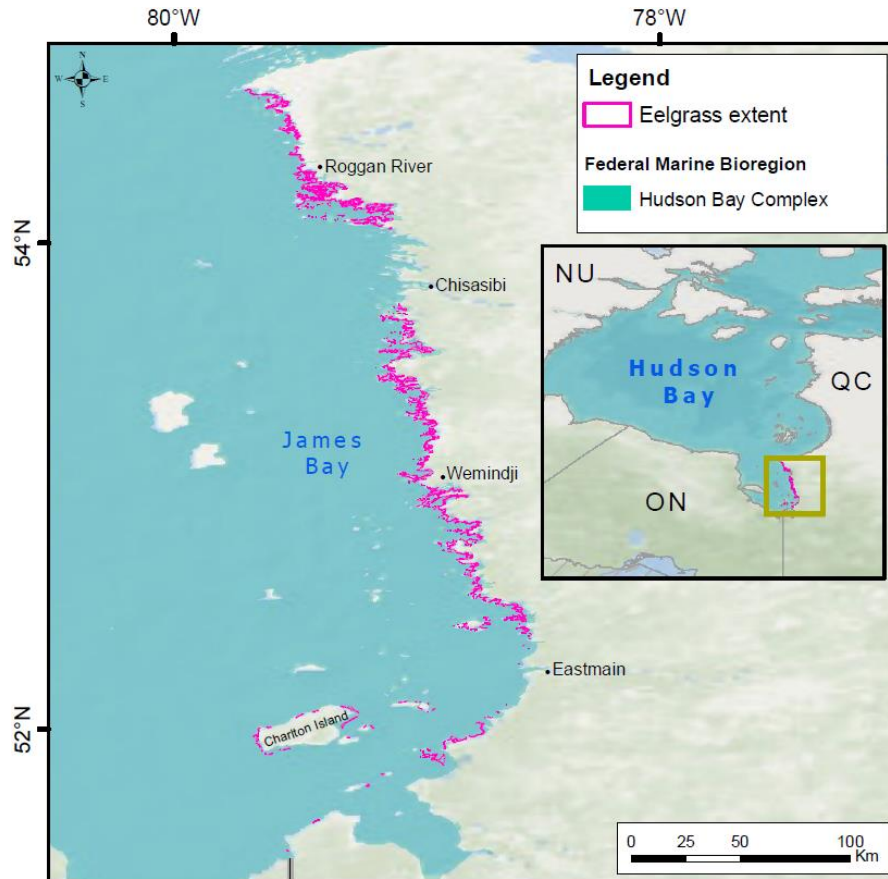 80°W
78°W
N
W
E
S
Legend
Eelgrass extent
Federal Marine Bioregion
Hudson Bay Complex
Roggan River
54°N
Chisasibi
NU
Hudson
Bay
QC
James
Bay
Wemindji
ON
Eastmain
Charlton Island
52°N
0 25 50 100
Km